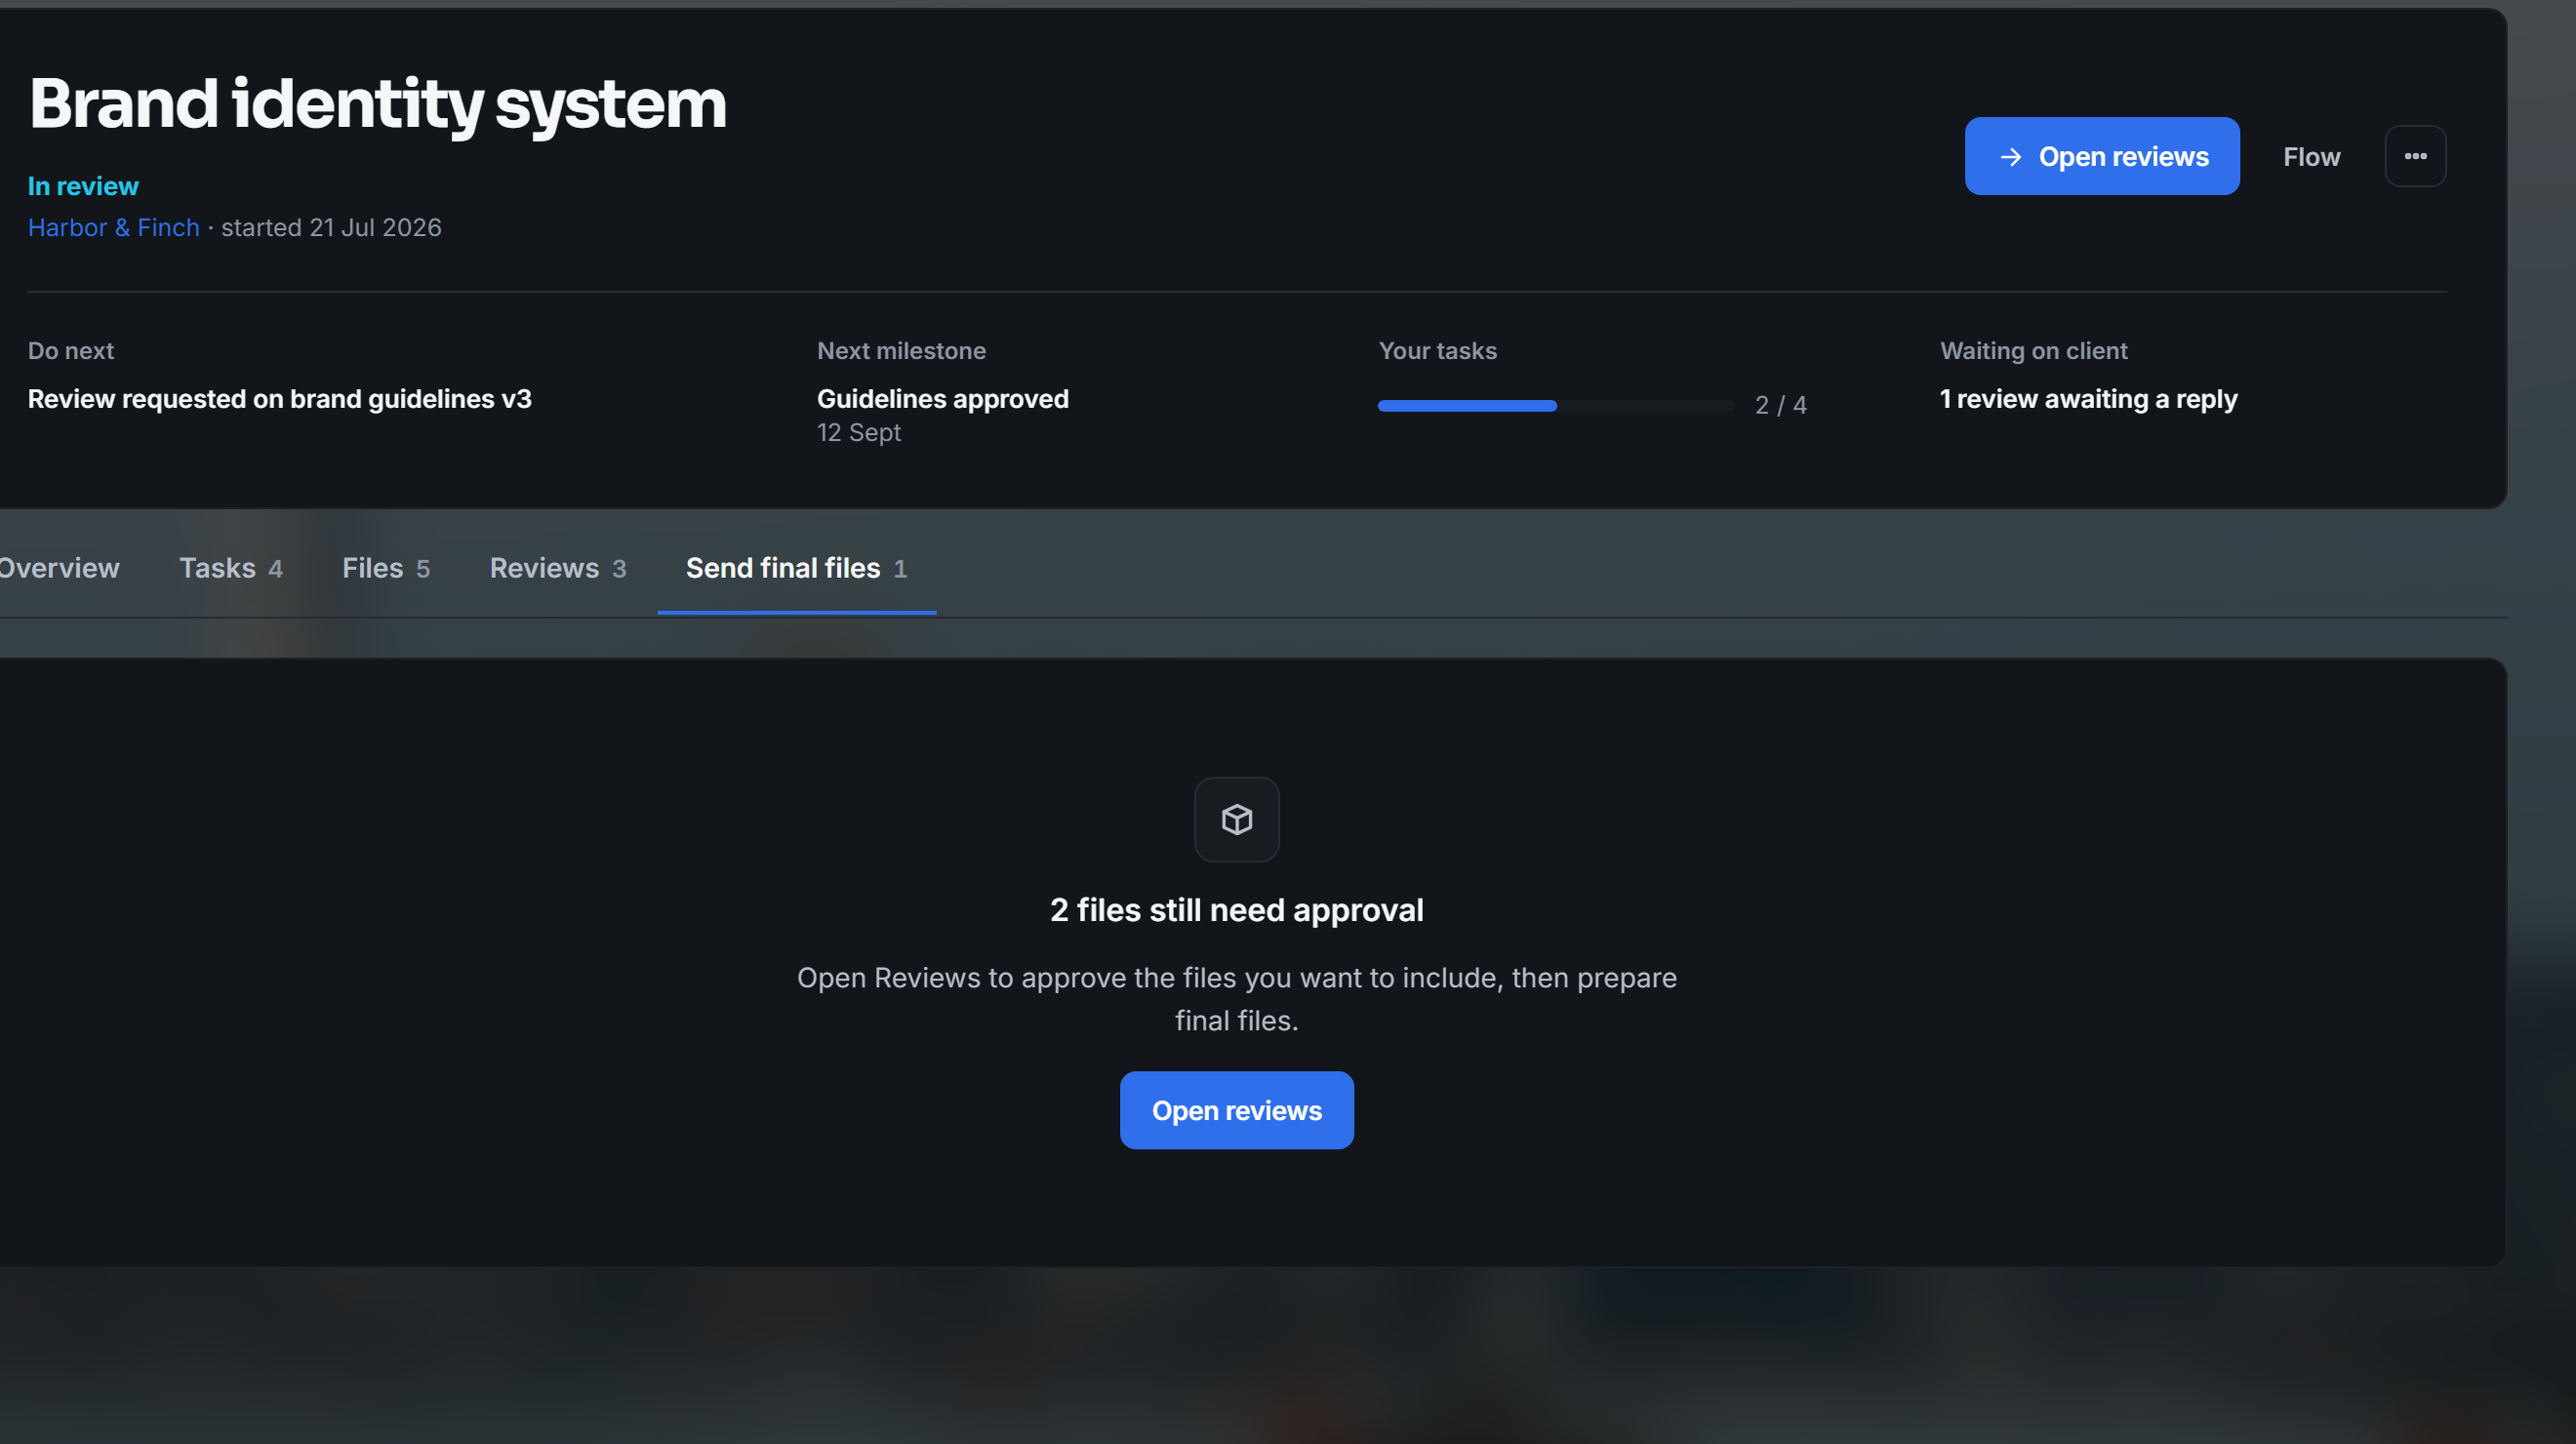 Brand identity system
In review
Harbor & Finch · started 21 Jul 2026
Open reviews
Flow
Do next
Review requested on brand guidelines v3
Next milestone
Guidelines approved
12 Sept
Your tasks
2 / 4
Waiting on client
1 review awaiting a reply
Overview
Tasks 4
Files 5
Reviews 3
Send final files 1
2 files still need approval
Open Reviews to approve the files you want to include, then prepare
final files.
Open reviews